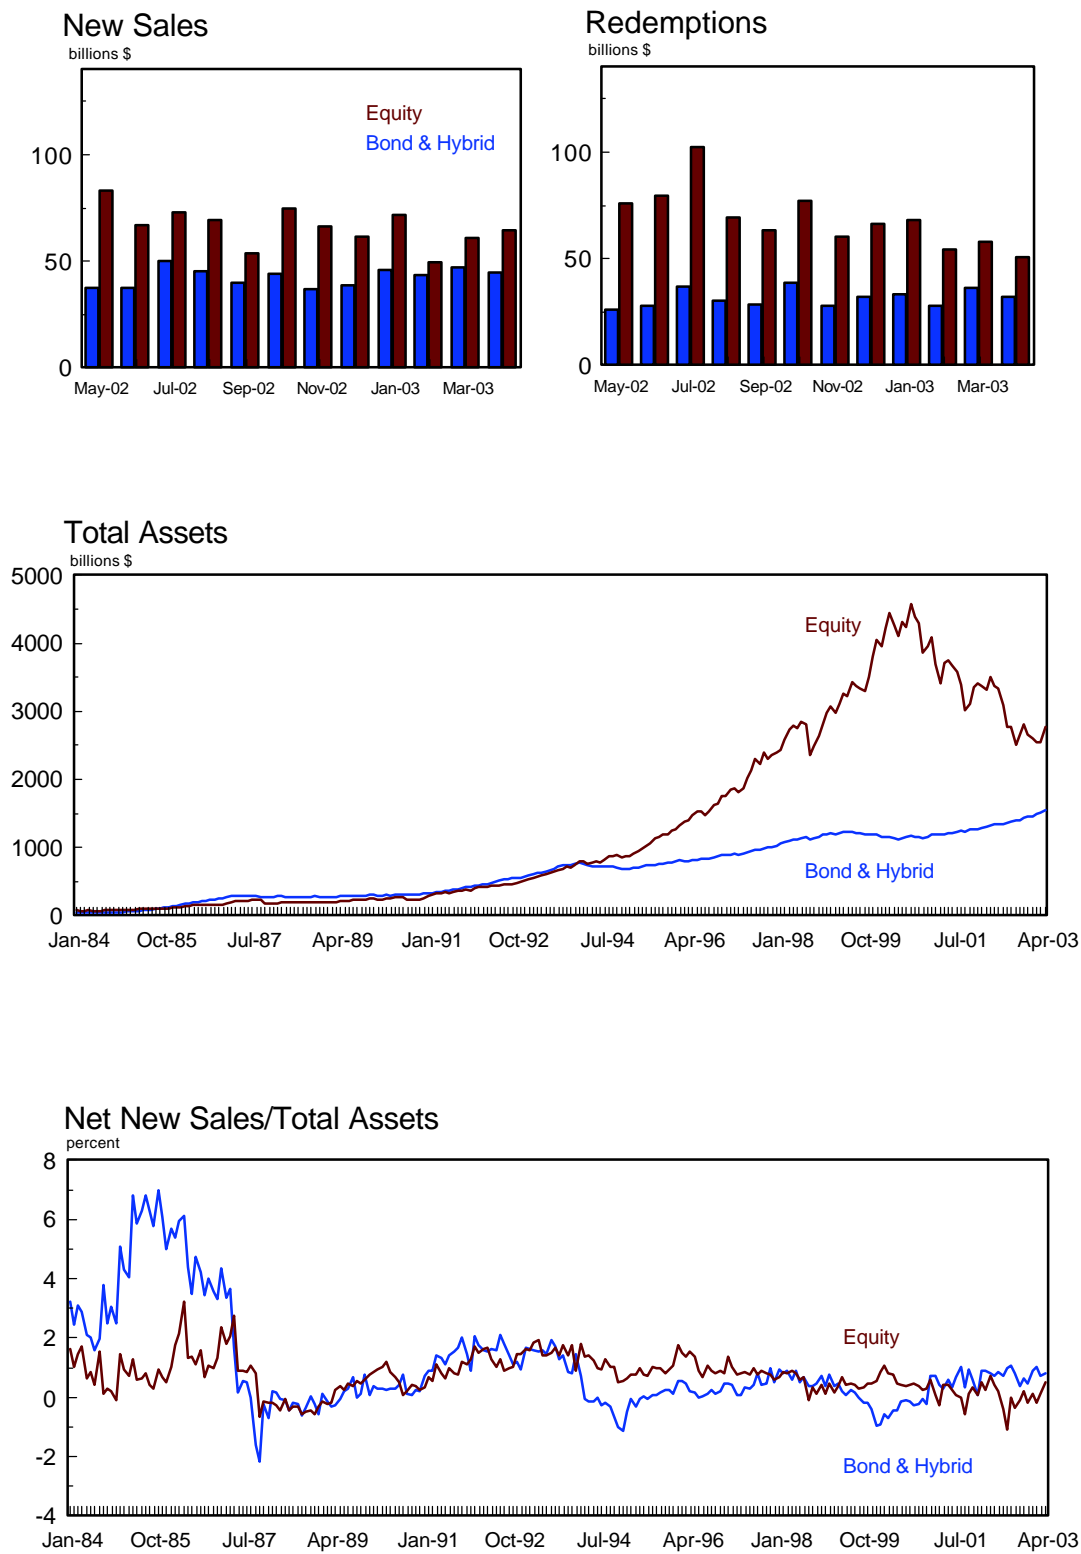 New Sales
billions $
Equity
Bond & Hybrid
100
50
0
May-02 Jul-02 Sep-02 Nov-02 Jan-03 Mar-03
Redemptions
billions $
100
50
0
May-02 Jul-02 Sep-02 Nov-02 Jan-03 Mar-03
Total Assets
billions $
5000
4000
3000
2000
1000
0
Equity
Bond & Hybrid
Jan-84 Oct-85 Jul-87 Apr-89 Jan-91 Oct-92 Jul-94 Apr-96 Jan-98 Oct-99 Jul-01 Apr-03
Net New Sales/Total Assets
percent
8
6
4
2
0
-2
-4
Equity
Bond & Hybrid
Jan-84 Oct-85 Jul-87 Apr-89 Jan-91 Oct-92 Jul-94 Apr-96 Jan-98 Oct-99 Jul-01 Apr-03